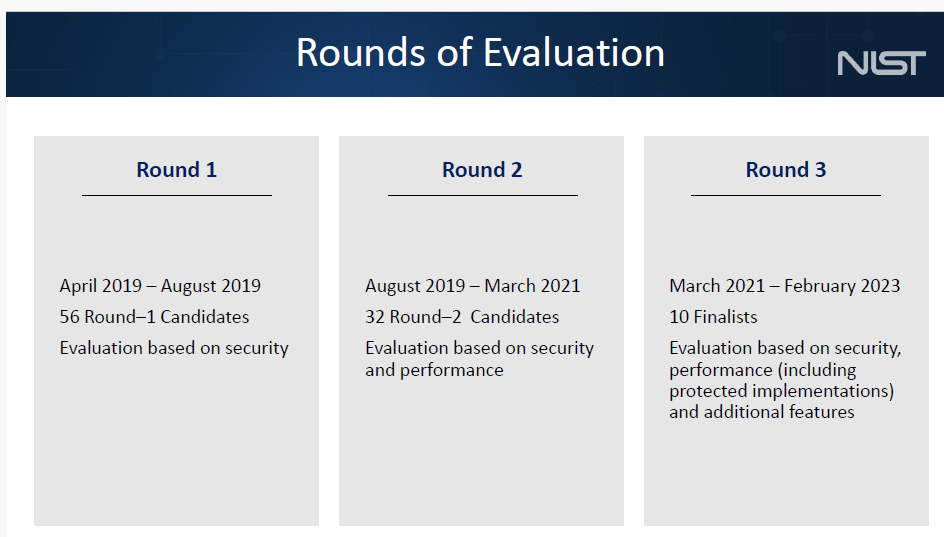 Rounds of Evaluation
NIST
Round 1
April 2019 – August 2019
56 Round–1 Candidates
Evaluation based on security
Round 2
August 2019 – March 2021
32 Round–2 Candidates
Evaluation based on security
and performance
Round 3
March 2021 – February 2023
10 Finalists
Evaluation based on security,
performance (including
protected implementations)
and additional features